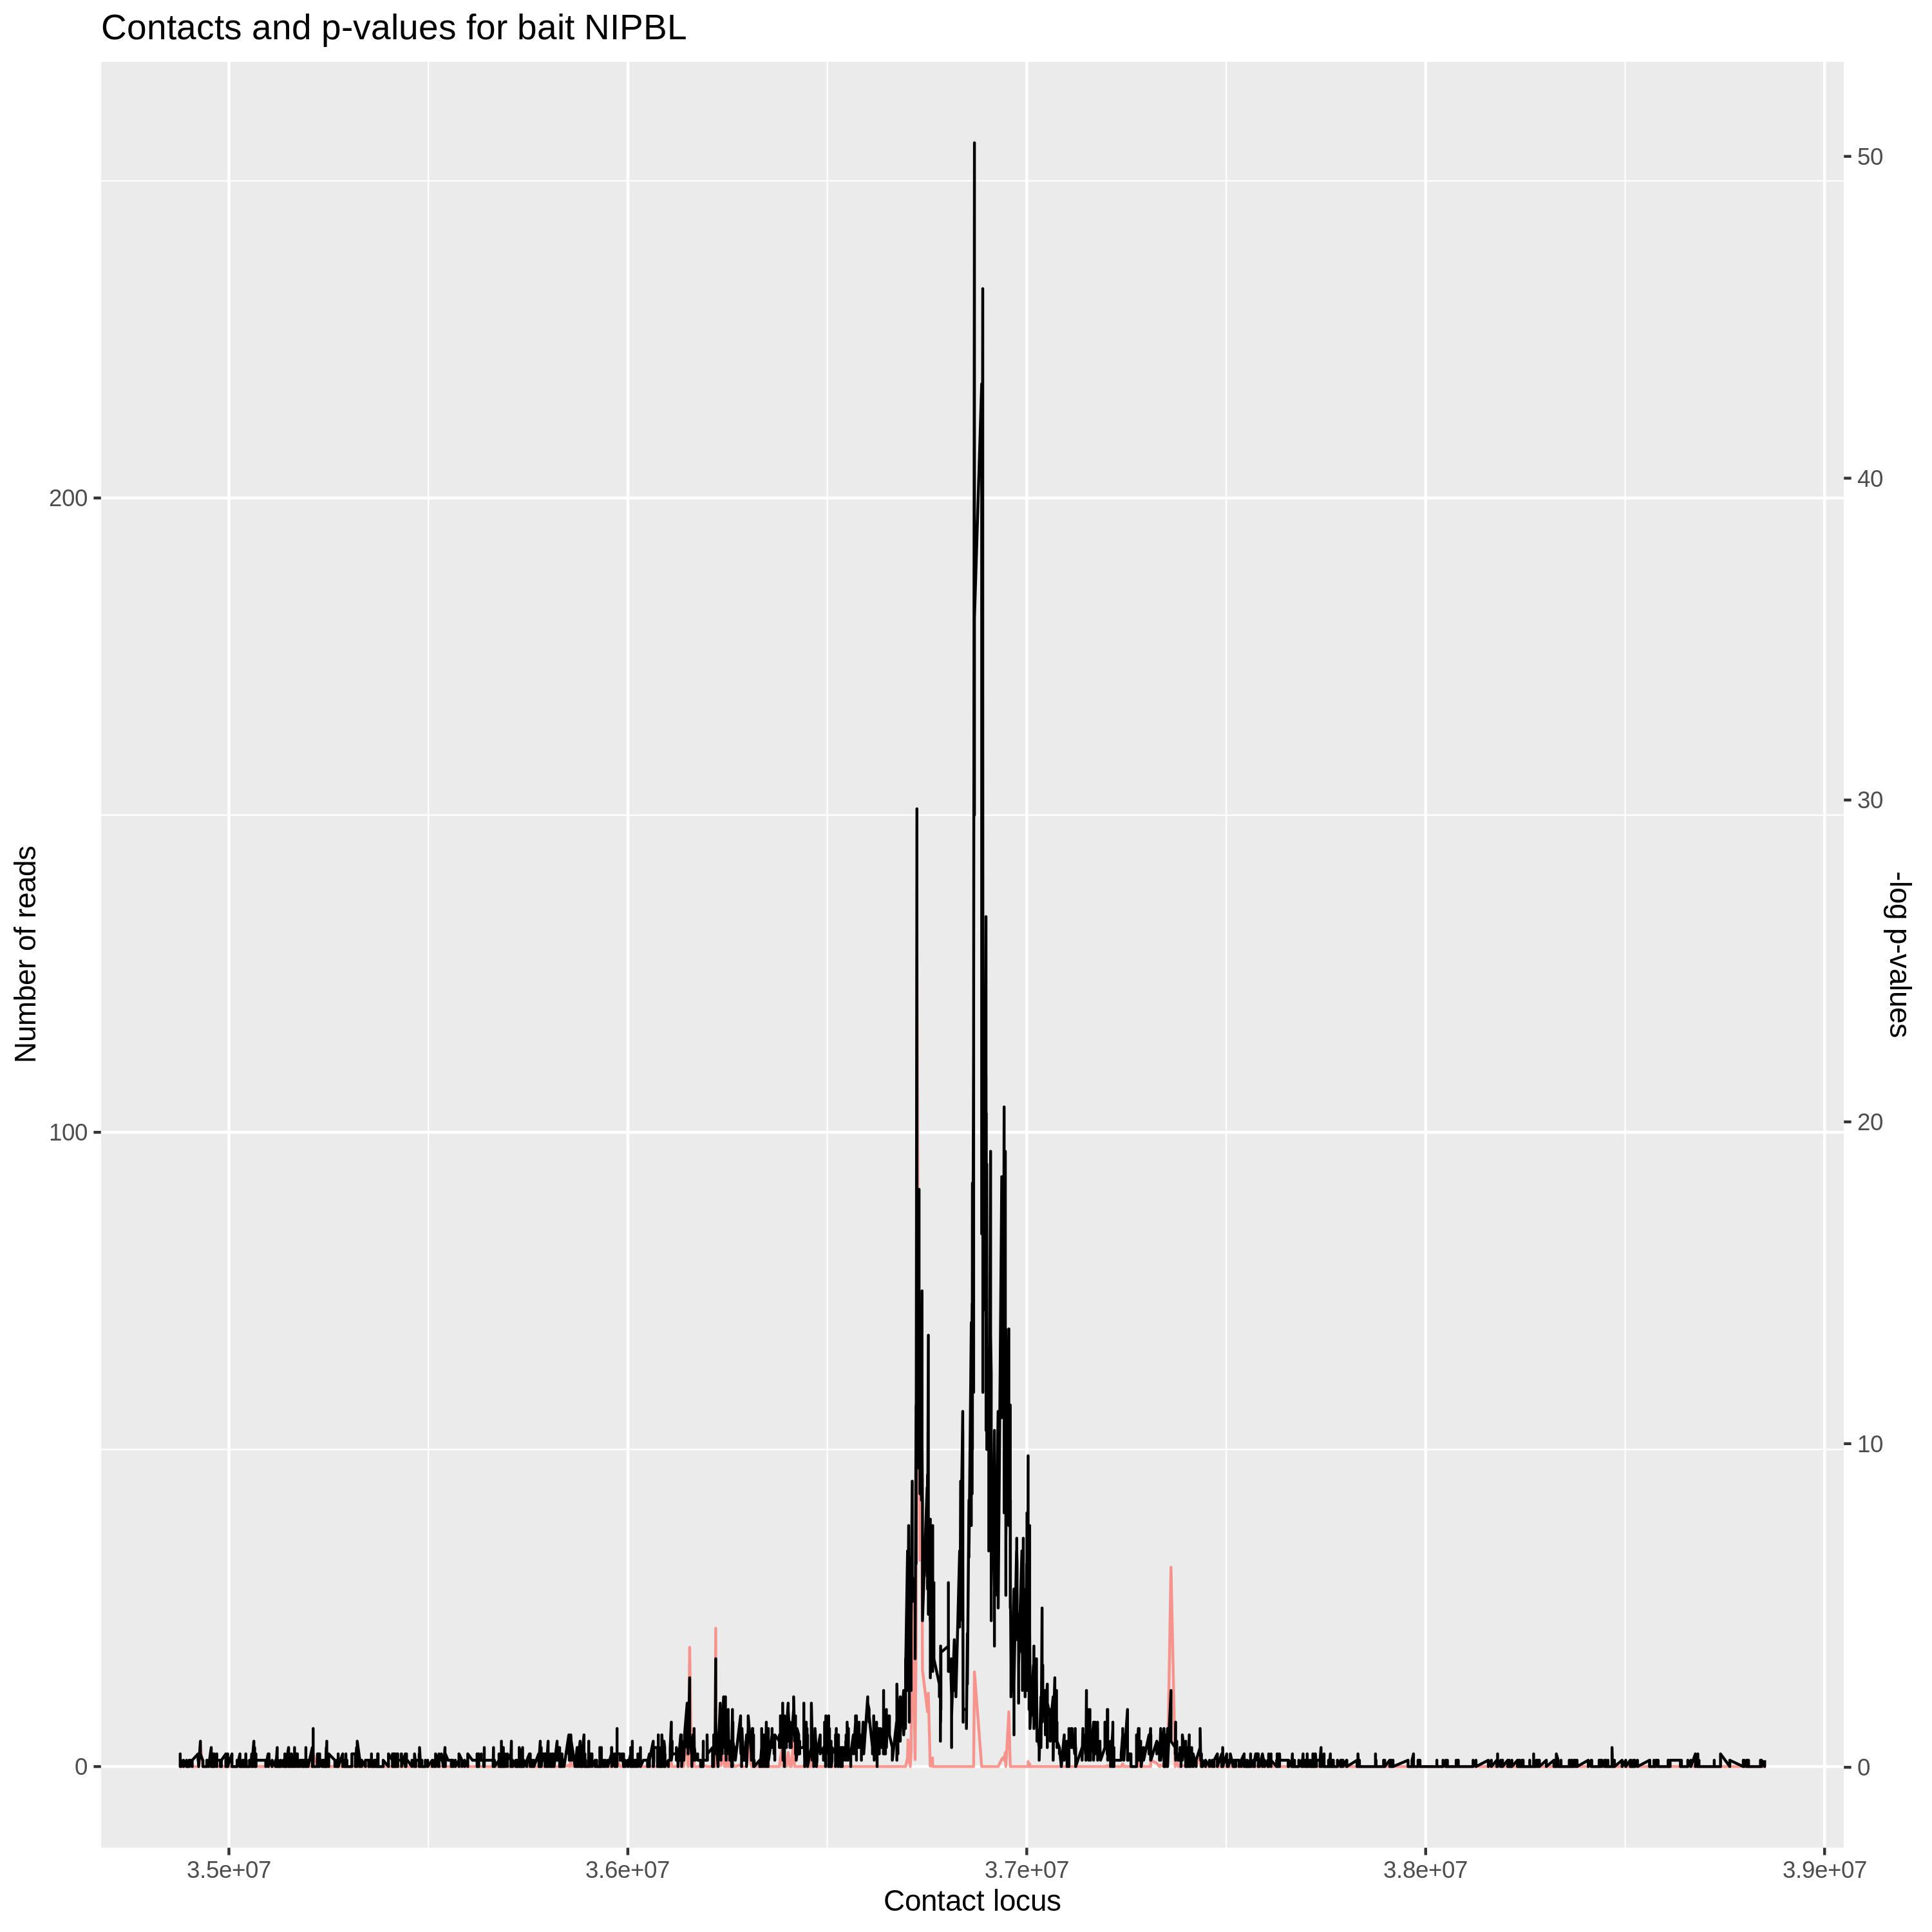 Contacts and p-values for bait NIPBL
50
40
200
30
Number of reads
-log p-values
100
20
10
0
0
3.5e+07 3.6e+07 3.7e+07 3.8e+07 3.9e+07
Contact locus